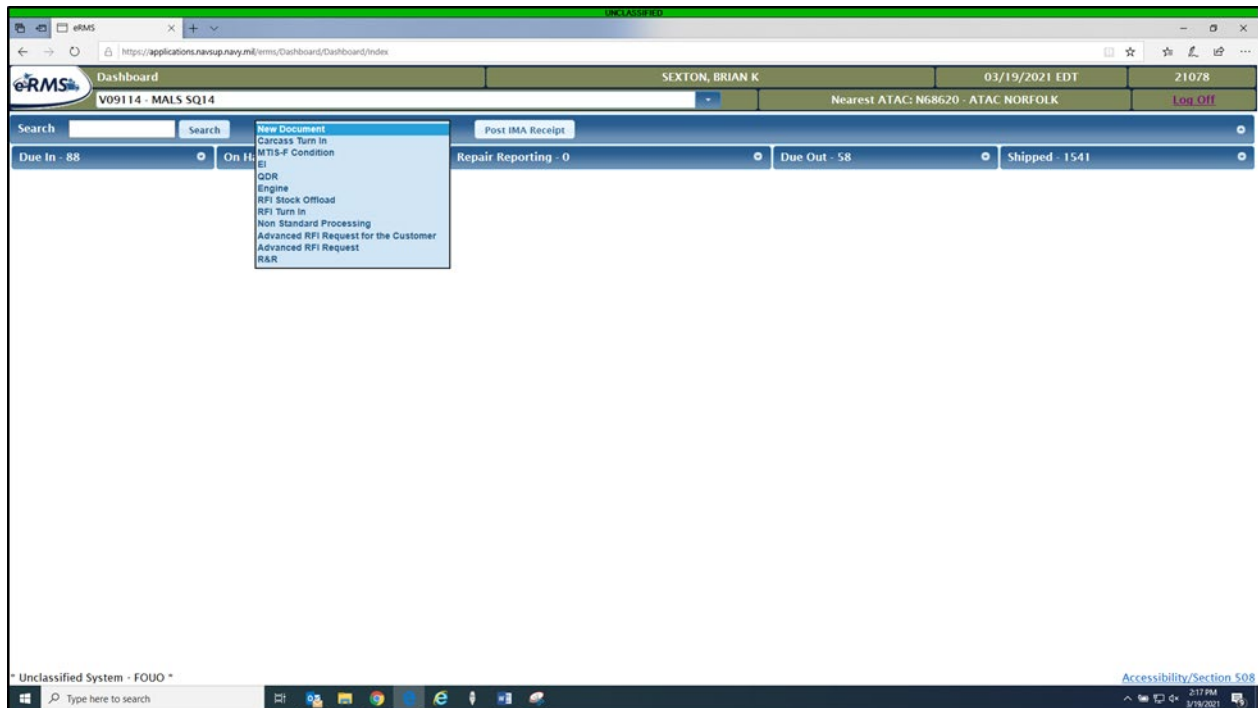 UNCLASSIFIED
eRMS
https://applications.navsup.navy.mil/erms/Dashboard/Dashboard/Index
eRMS
Dashboard
SEXTON, BRIAN K
03/19/2021 EDT
21078
V09114 - MALS SQ14
Nearest ATAC: N68620 - ATAC NORFOLK
Log Off
Search
Search
New Document
Post IMA Receipt
Carcass Turn In
MTIS-F Condition
EI
QDR
Engine
RFI Stock Offload
RFI Turn In
Non Standard Processing
Advanced RFI Request for the Customer
Advanced RFI Request
R&R
Due In - 88
Repair Reporting - 0
Due Out - 58
Shipped - 1541
* Unclassified System - FOUO *
Accessibility/Section 508
Type here to search
2:17 PM
3/19/2021